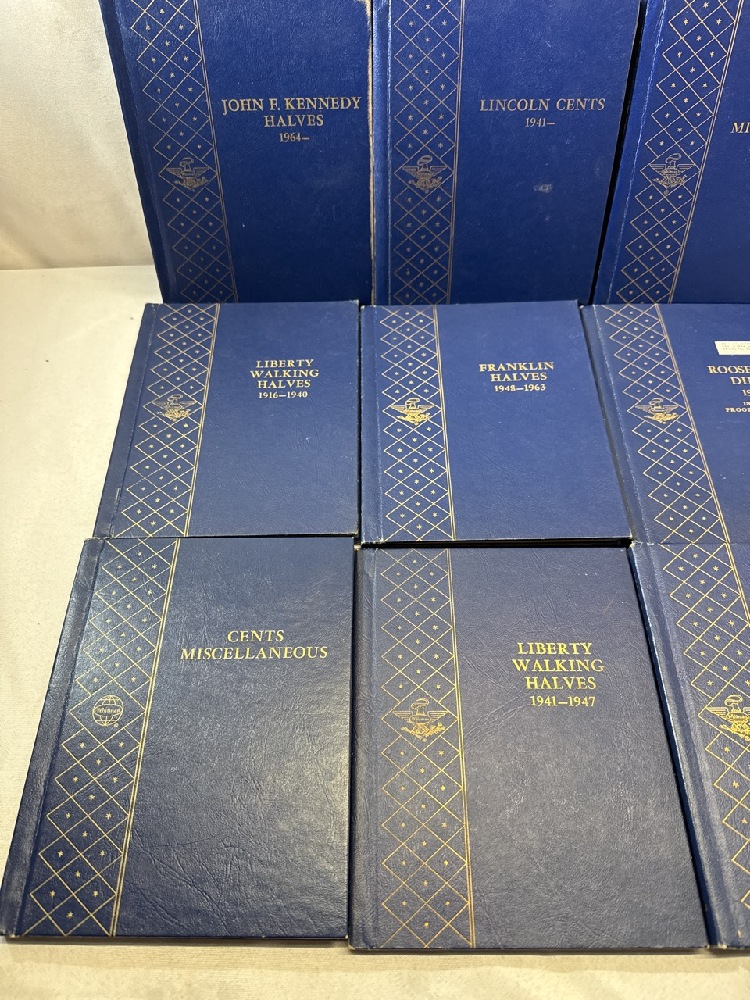 JOHN F. KENNEDY
HALVES
1964–
LINCOLN CENTS
1941–
LIBERTY
WALKING
HALVES
1916–1940
FRANKLIN
HALVES
1948–1963
CENTS
MISCELLANEOUS
LIBERTY
WALKING
HALVES
1941–1947